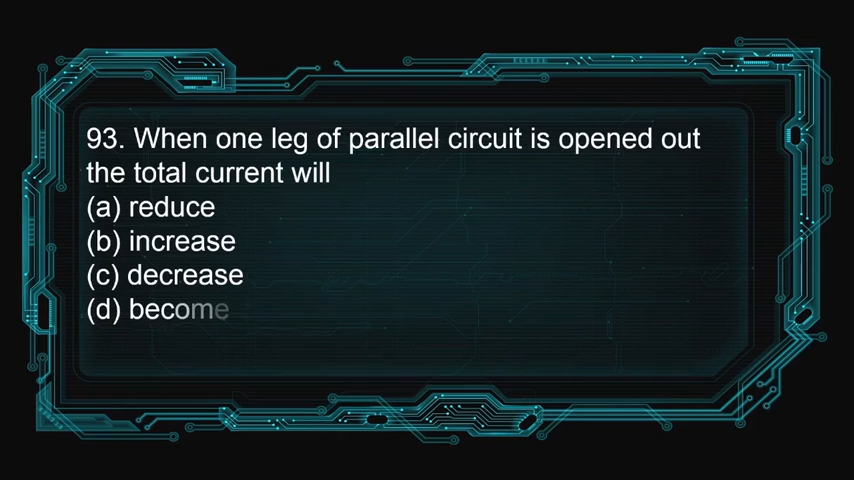 93. When one leg of parallel circuit is opened out
the total current will
(a) reduce
(b) increase
(c) decrease
(d) become